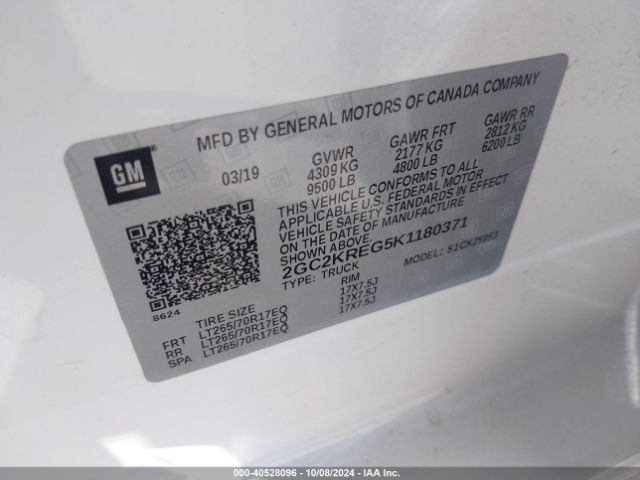 MFD BY GENERAL MOTORS OF CANADA COMPANY
GM
03/19
GVWR
4309 KG
9500 LB
GAWR FRT
2177 KG
4800 LB
GAWR RR
2812 KG
6200 LB
THIS VEHICLE CONFORMS TO ALL
APPLICABLE U.S. FEDERAL MOTOR
VEHICLE SAFETY STANDARDS IN EFFECT
ON THE DATE OF MANUFACTURE
SHOWN ABOVE.
2GC2KREG5K1180371
TYPE: TRUCK
MODEL: S1CK25953
8624
TIRE SIZE
RIM
FRT LT265/70R17EQ 17X7.5J
RR LT265/70R17EQ 17X7.5J
SPA LT265/70R17EQ 17X7.5J
000-40528096 - 10/08/2024 - IAA Inc.